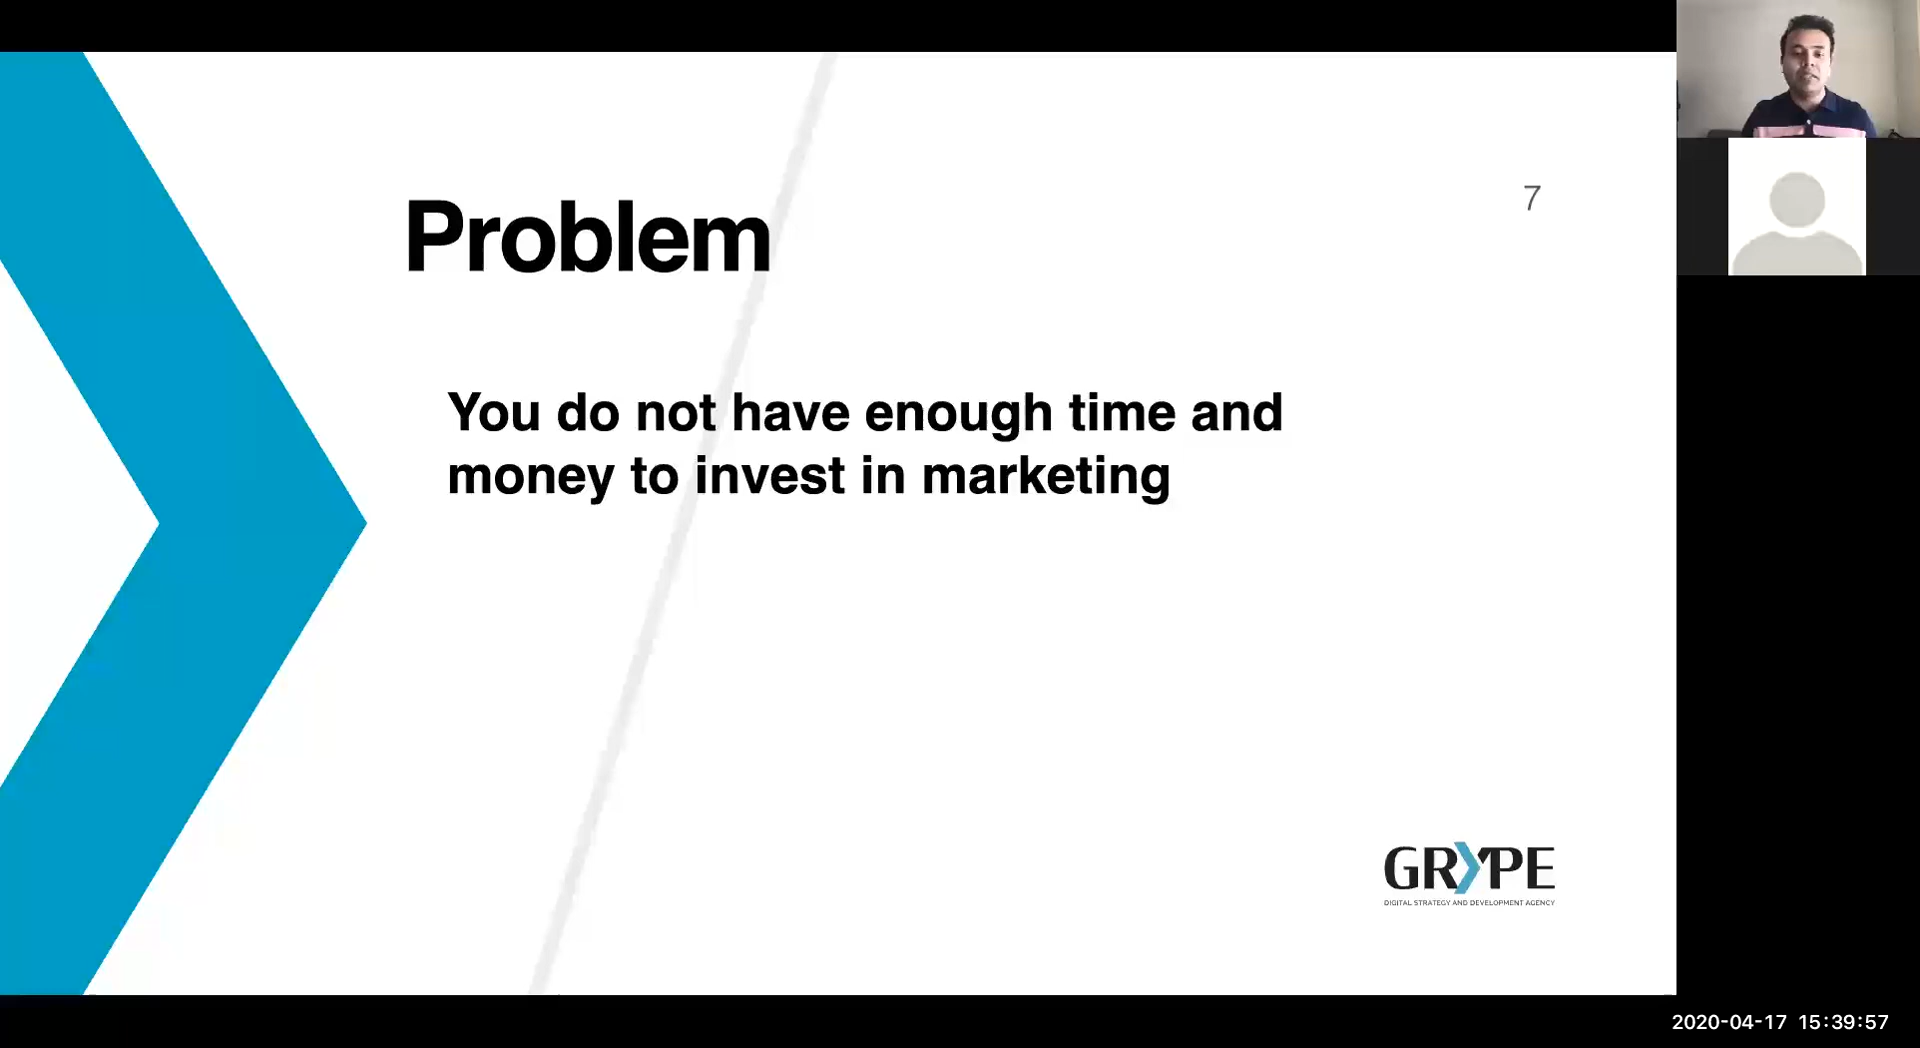 7
Problem
You do not have enough time and
money to invest in marketing
GRYPE
DIGITAL STRATEGY AND DEVELOPMENT AGENCY
2020-04-17 15:39:57